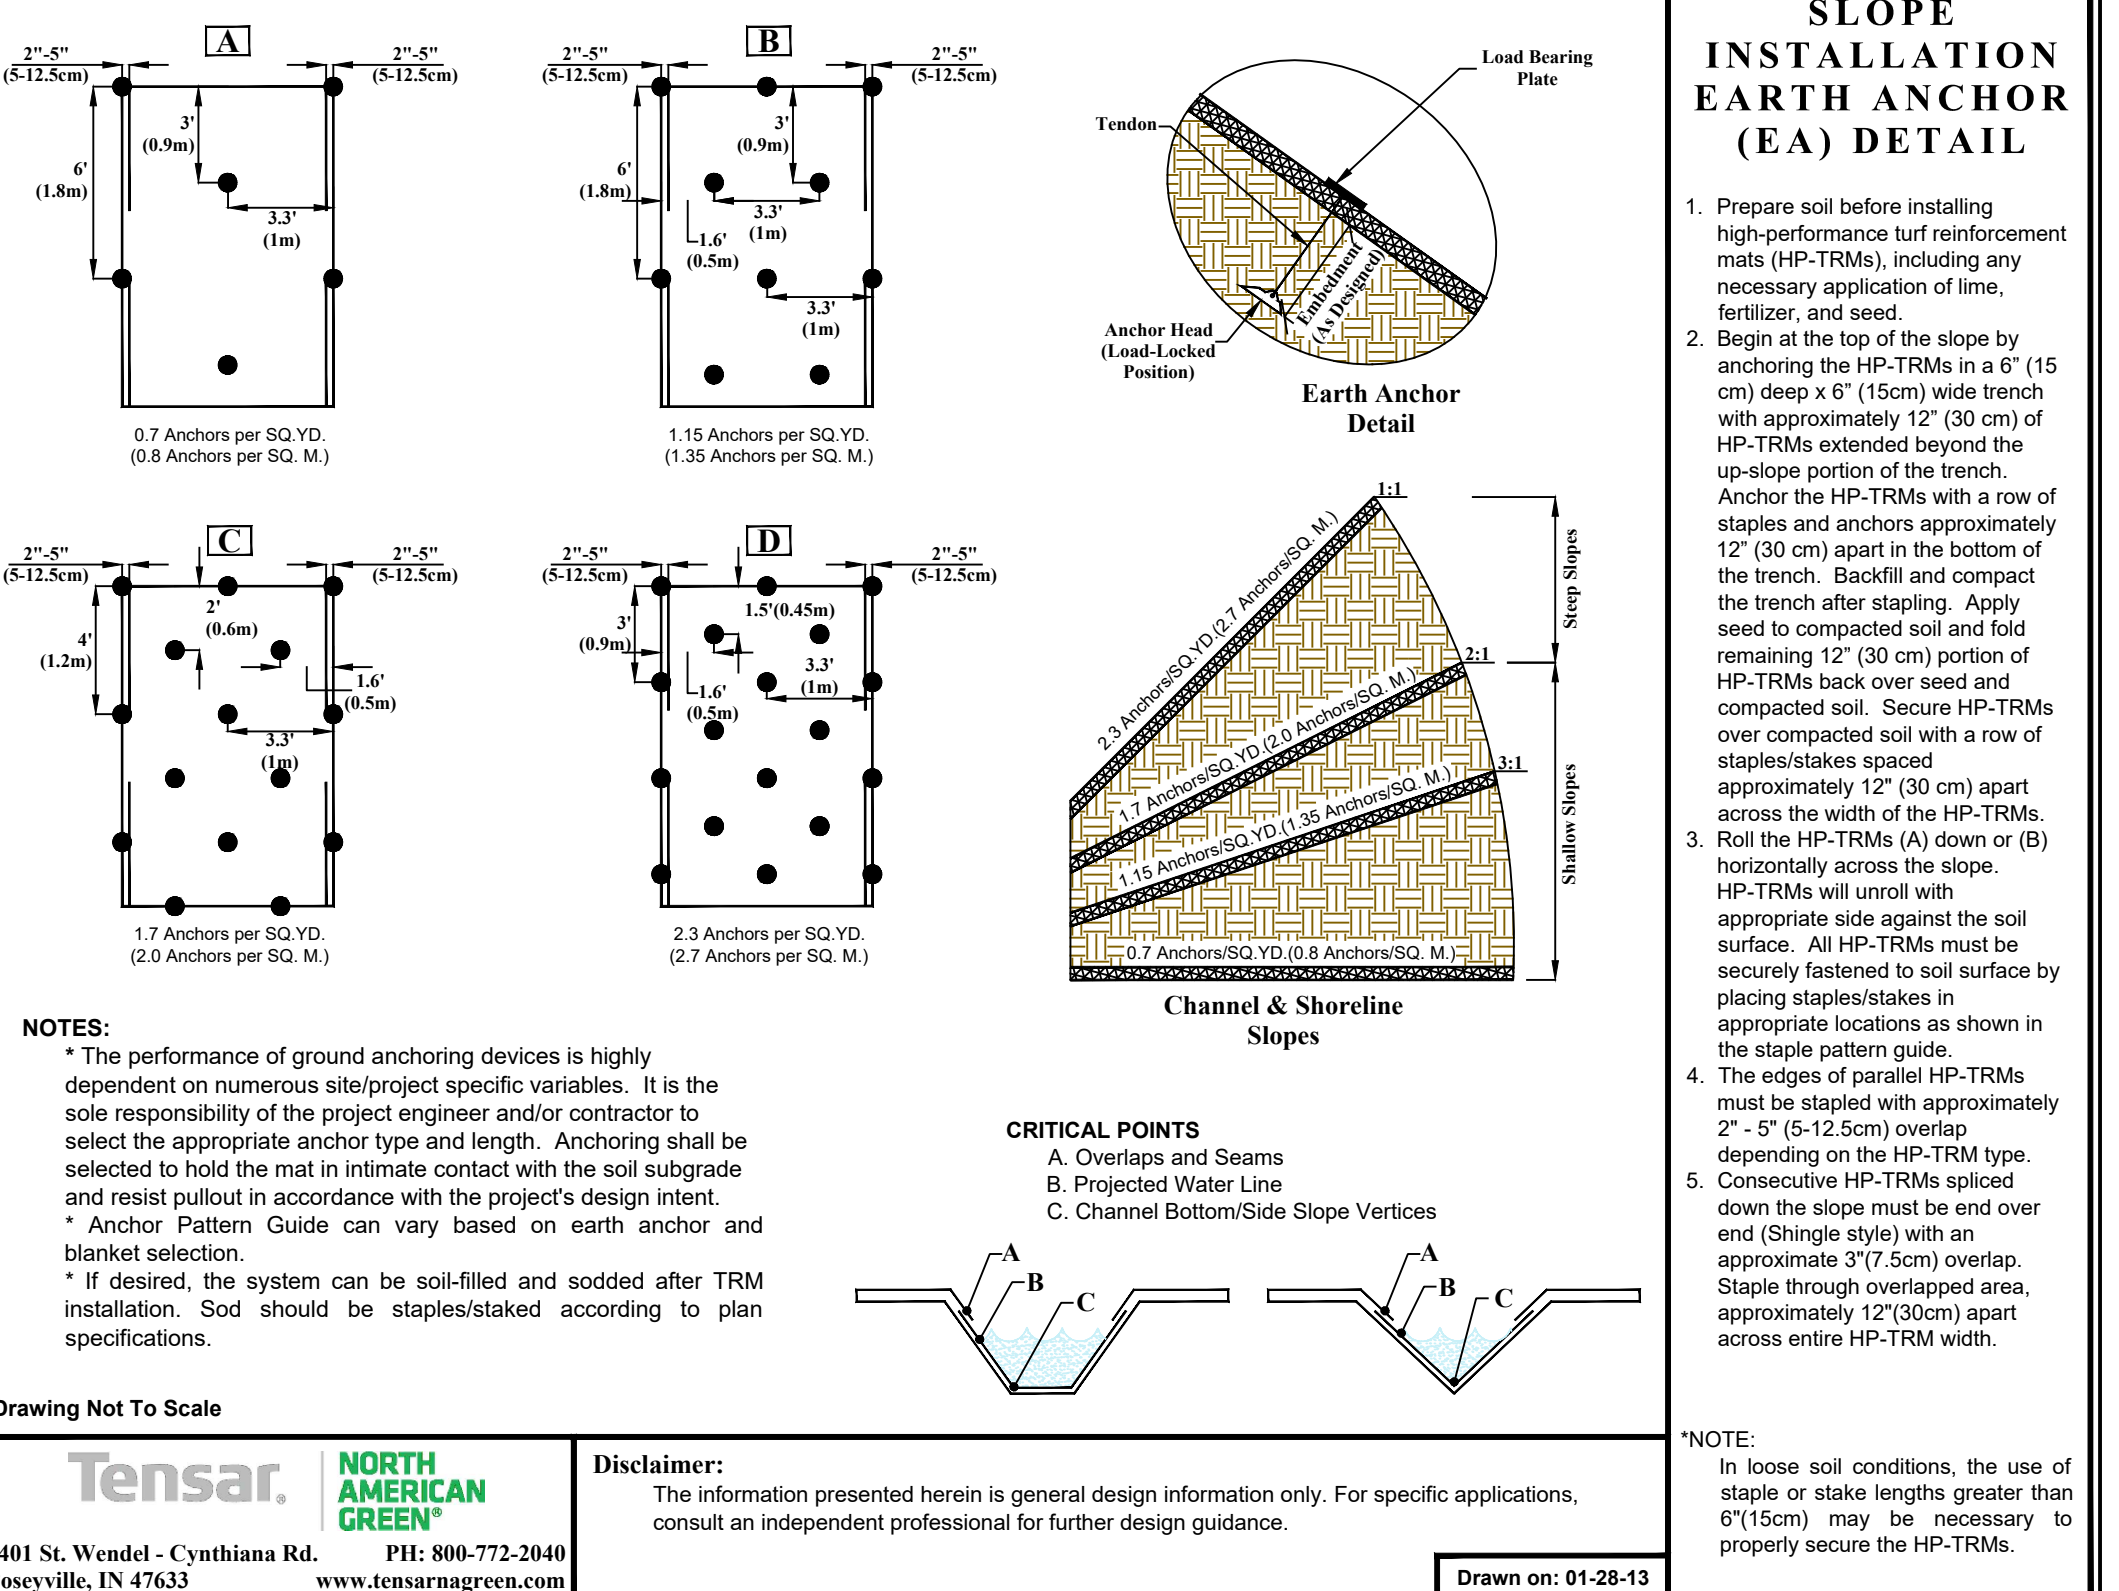 A
2"-5"
(5-12.5cm)
2"-5"
(5-12.5cm)
3'
(0.9m)
6'
(1.8m)
3.3'
(1m)
0.7 Anchors per SQ.YD.
(0.8 Anchors per SQ. M.)
B
2"-5"
(5-12.5cm)
2"-5"
(5-12.5cm)
3'
(0.9m)
6'
(1.8m)
3.3'
(1m)
1.6'
(0.5m)
3.3'
(1m)
1.15 Anchors per SQ.YD.
(1.35 Anchors per SQ. M.)
C
2"-5"
(5-12.5cm)
2"-5"
(5-12.5cm)
2'
(0.6m)
4'
(1.2m)
1.6'
(0.5m)
3.3'
(1m)
1.7 Anchors per SQ.YD.
(2.0 Anchors per SQ. M.)
D
2"-5"
(5-12.5cm)
2"-5"
(5-12.5cm)
1.5'(0.45m)
3'
(0.9m)
3.3'
(1m)
1.6'
(0.5m)
2.3 Anchors per SQ.YD.
(2.7 Anchors per SQ. M.)
Load Bearing
Plate
Tendon
Embedment
(As Designed)
Anchor Head
(Load-Locked
Position)
Earth Anchor
Detail
1:1
2.3 Anchors/SQ.YD.(2.7 Anchors/SQ. M.)
Steep Slopes
2:1
1.7 Anchors/SQ.YD.(2.0 Anchors/SQ. M.)
3:1
1.15 Anchors/SQ.YD.(1.35 Anchors/SQ. M.)
Shallow Slopes
0.7 Anchors/SQ.YD.(0.8 Anchors/SQ. M.)
Channel & Shoreline
Slopes
NOTES:
* The performance of ground anchoring devices is highly
dependent on numerous site/project specific variables. It is the
sole responsibility of the project engineer and/or contractor to
select the appropriate anchor type and length. Anchoring shall be
selected to hold the mat in intimate contact with the soil subgrade
and resist pullout in accordance with the project's design intent.
* Anchor Pattern Guide can vary based on earth anchor and
blanket selection.
* If desired, the system can be soil-filled and sodded after TRM
installation. Sod should be staples/staked according to plan
specifications.
CRITICAL POINTS
A. Overlaps and Seams
B. Projected Water Line
C. Channel Bottom/Side Slope Vertices
A
B
C
A
B
C
Drawing Not To Scale
Tensar®
NORTH
AMERICAN
GREEN®
401 St. Wendel - Cynthiana Rd. PH: 800-772-2040
oseyville, IN 47633 www.tensarnagreen.com
Disclaimer:
The information presented herein is general design information only. For specific applications,
consult an independent professional for further design guidance.
Drawn on: 01-28-13
SLOPE
INSTALLATION
EARTH ANCHOR
(EA) DETAIL
1. Prepare soil before installing
high-performance turf reinforcement
mats (HP-TRMs), including any
necessary application of lime,
fertilizer, and seed.
2. Begin at the top of the slope by
anchoring the HP-TRMs in a 6” (15
cm) deep x 6” (15cm) wide trench
with approximately 12” (30 cm) of
HP-TRMs extended beyond the
up-slope portion of the trench.
Anchor the HP-TRMs with a row of
staples and anchors approximately
12” (30 cm) apart in the bottom of
the trench. Backfill and compact
the trench after stapling. Apply
seed to compacted soil and fold
remaining 12” (30 cm) portion of
HP-TRMs back over seed and
compacted soil. Secure HP-TRMs
over compacted soil with a row of
staples/stakes spaced
approximately 12" (30 cm) apart
across the width of the HP-TRMs.
3. Roll the HP-TRMs (A) down or (B)
horizontally across the slope.
HP-TRMs will unroll with
appropriate side against the soil
surface. All HP-TRMs must be
securely fastened to soil surface by
placing staples/stakes in
appropriate locations as shown in
the staple pattern guide.
4. The edges of parallel HP-TRMs
must be stapled with approximately
2" - 5" (5-12.5cm) overlap
depending on the HP-TRM type.
5. Consecutive HP-TRMs spliced
down the slope must be end over
end (Shingle style) with an
approximate 3"(7.5cm) overlap.
Staple through overlapped area,
approximately 12"(30cm) apart
across entire HP-TRM width.
*NOTE:
In loose soil conditions, the use of
staple or stake lengths greater than
6"(15cm) may be necessary to
properly secure the HP-TRMs.